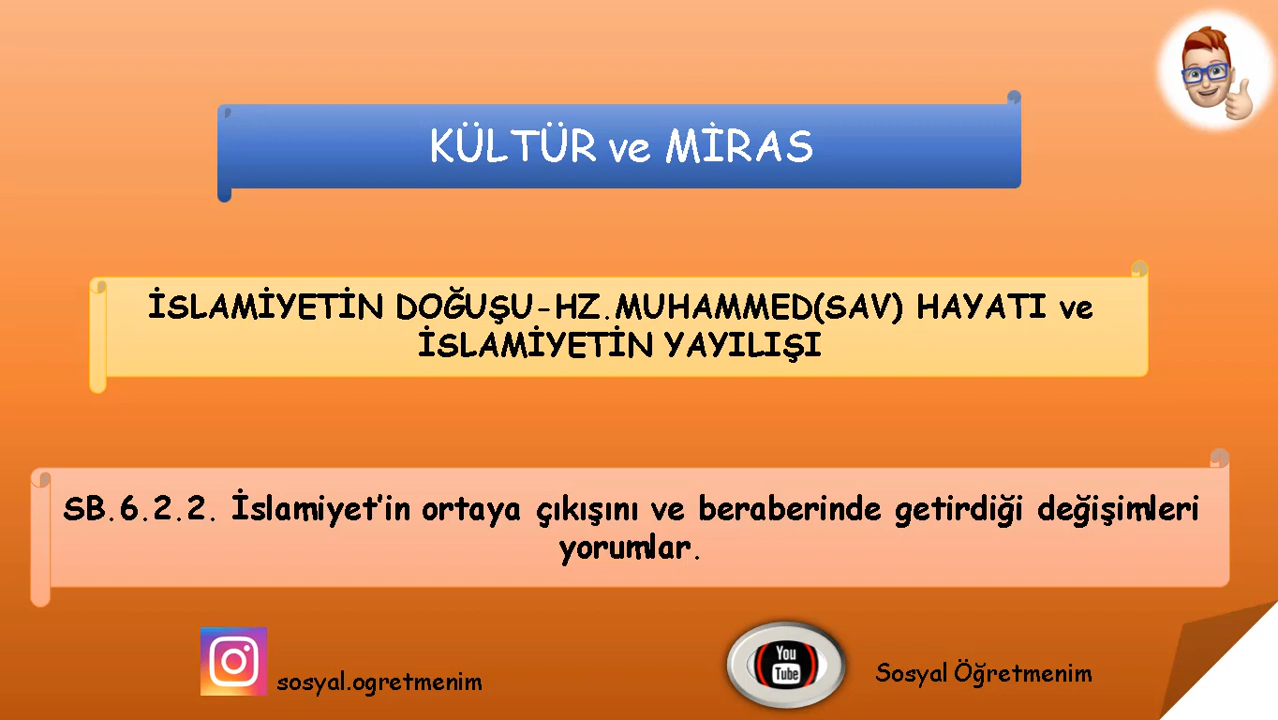 KÜLTÜR ve MİRAS
İSLAMİYETİN DOĞUŞU-HZ.MUHAMMED(SAV) HAYATI ve
İSLAMİYETİN YAYILIŞI
SB.6.2.2. İslamiyet’in ortaya çıkışını ve beraberinde getirdiği değişimleri
yorumlar.
sosyal.ogretmenim
You
Tube
Sosyal Öğretmenim